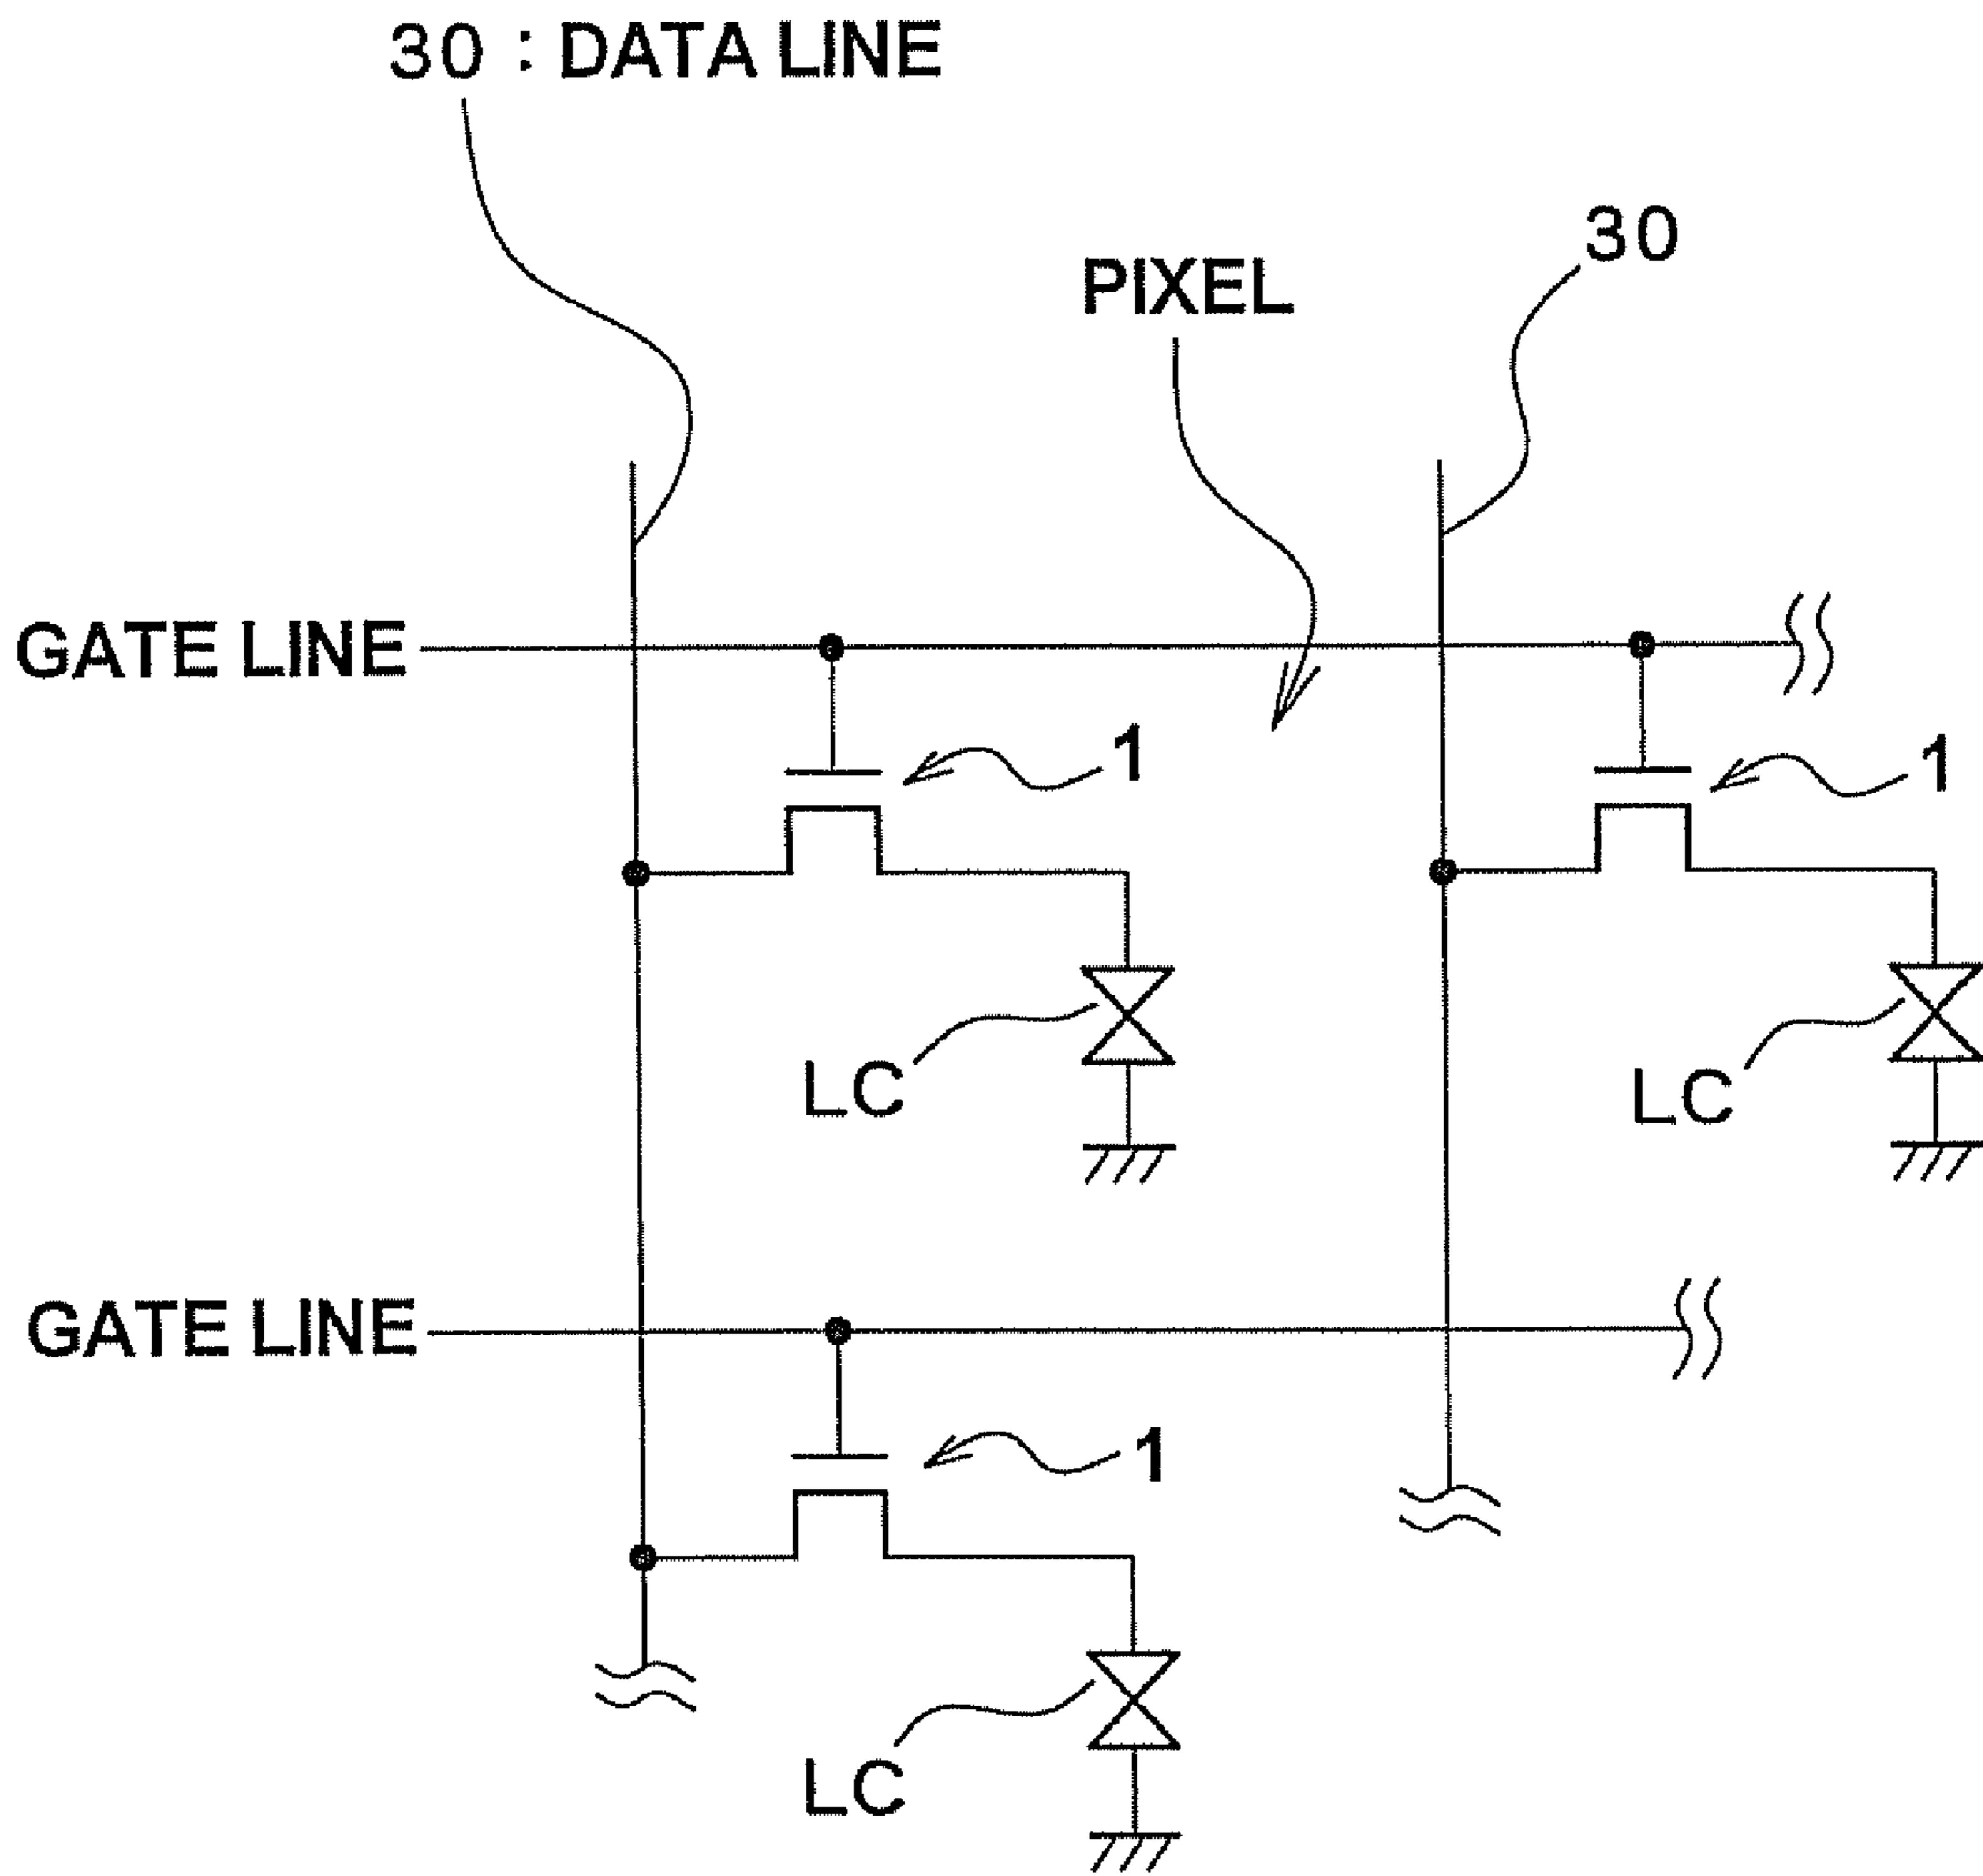 30 : DATA LINE
30
PIXEL
GATE LINE
1
1
LC
LC
GATE LINE
1
LC